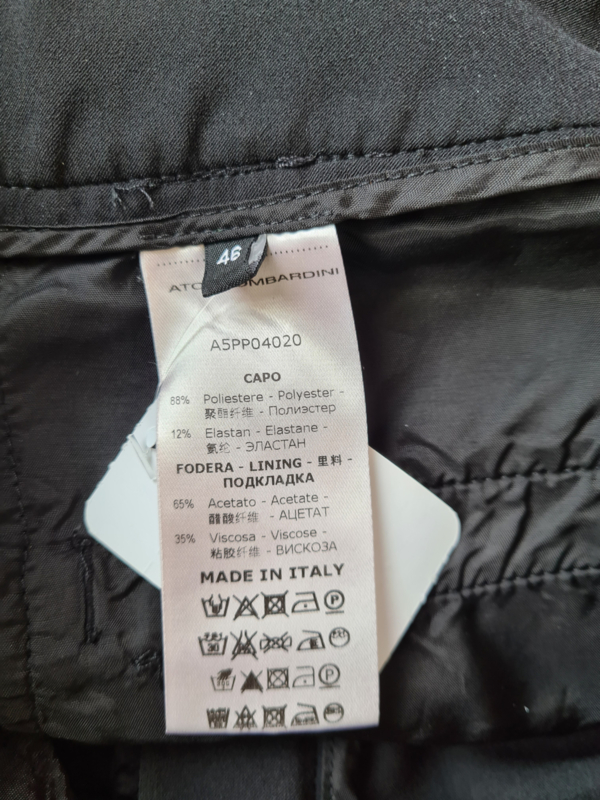 46
ATO OMBARDINI
A5PP04020
CAPO
88% Poliestere - Polyester -
聚酯纤维 - Полиэстер
12% Elastan - Elastane -
氨纶 - ЭЛАСТАН
FODERA - LINING - 里料 -
ПОДКЛАДКА
65% Acetato - Acetate -
醋酸纤维 - АЦЕТАТ
35% Viscosa - Viscose -
粘胶纤维 - ВИСКОЗА
MADE IN ITALY
P
30
P